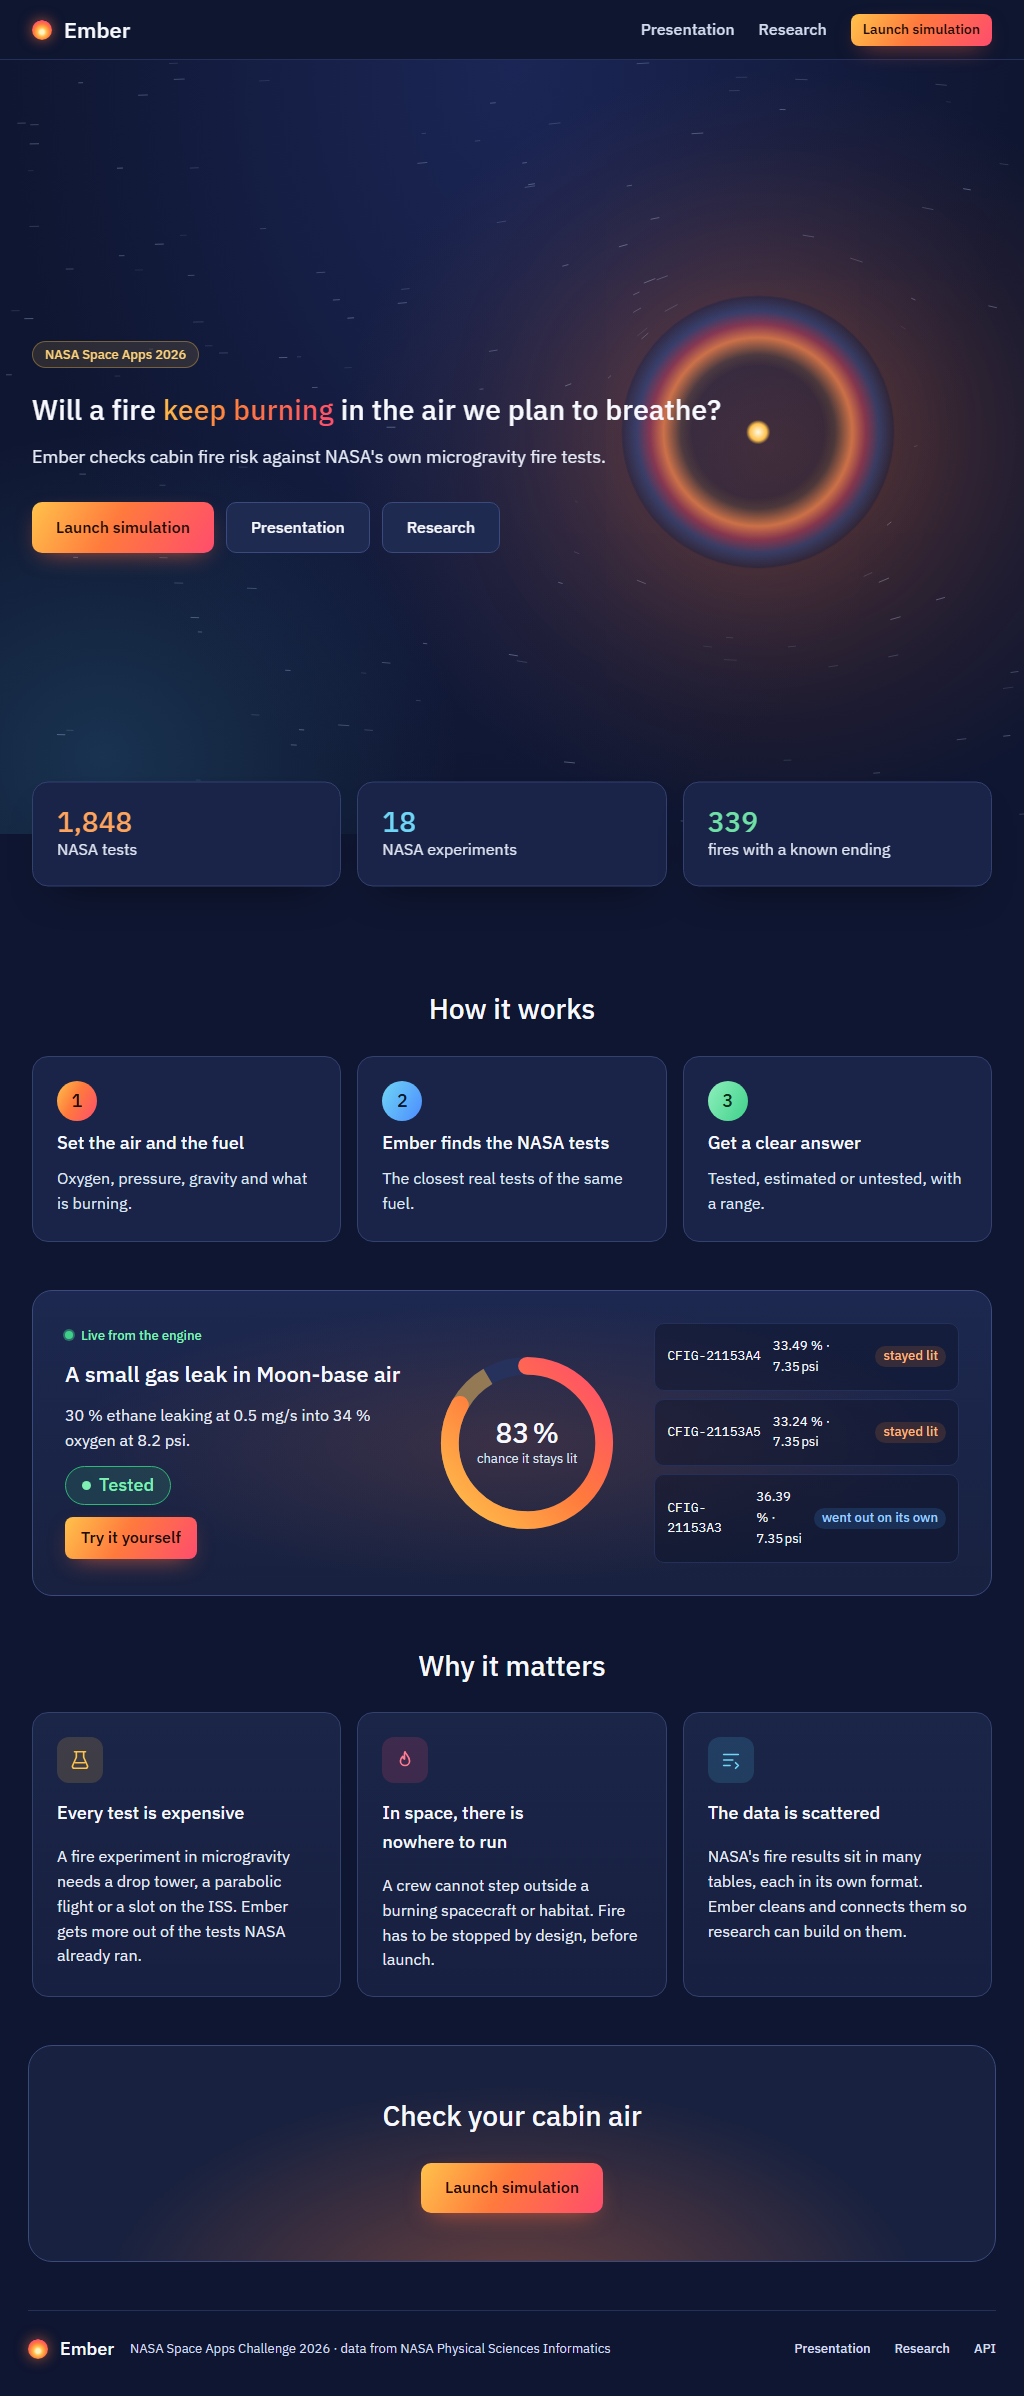 Ember
Presentation Research Launch simulation
NASA Space Apps 2026
Will a fire keep burning in the air we plan to breathe?
Ember checks cabin fire risk against NASA's own microgravity fire tests.
Launch simulation Presentation Research
1,848
NASA tests
18
NASA experiments
339
fires with a known ending
How it works
1
Set the air and the fuel
Oxygen, pressure, gravity and what
is burning.
2
Ember finds the NASA tests
The closest real tests of the same
fuel.
3
Get a clear answer
Tested, estimated or untested, with
a range.
Live from the engine
A small gas leak in Moon-base air
30 % ethane leaking at 0.5 mg/s into 34 %
oxygen at 8.2 psi.
Tested
Try it yourself
83 %
chance it stays lit
CFIG-21153A4
33.49 % ·
7.35 psi
stayed lit
CFIG-21153A5
33.24 % ·
7.35 psi
stayed lit
CFIG-
21153A3
36.39
% ·
7.35 psi
went out on its own
Why it matters
Every test is expensive
A fire experiment in microgravity
needs a drop tower, a parabolic
flight or a slot on the ISS. Ember
gets more out of the tests NASA
already ran.
In space, there is
nowhere to run
A crew cannot step outside a
burning spacecraft or habitat. Fire
has to be stopped by design, before
launch.
The data is scattered
NASA's fire results sit in many
tables, each in its own format.
Ember cleans and connects them so
research can build on them.
Check your cabin air
Launch simulation
Ember NASA Space Apps Challenge 2026 · data from NASA Physical Sciences Informatics
Presentation Research API